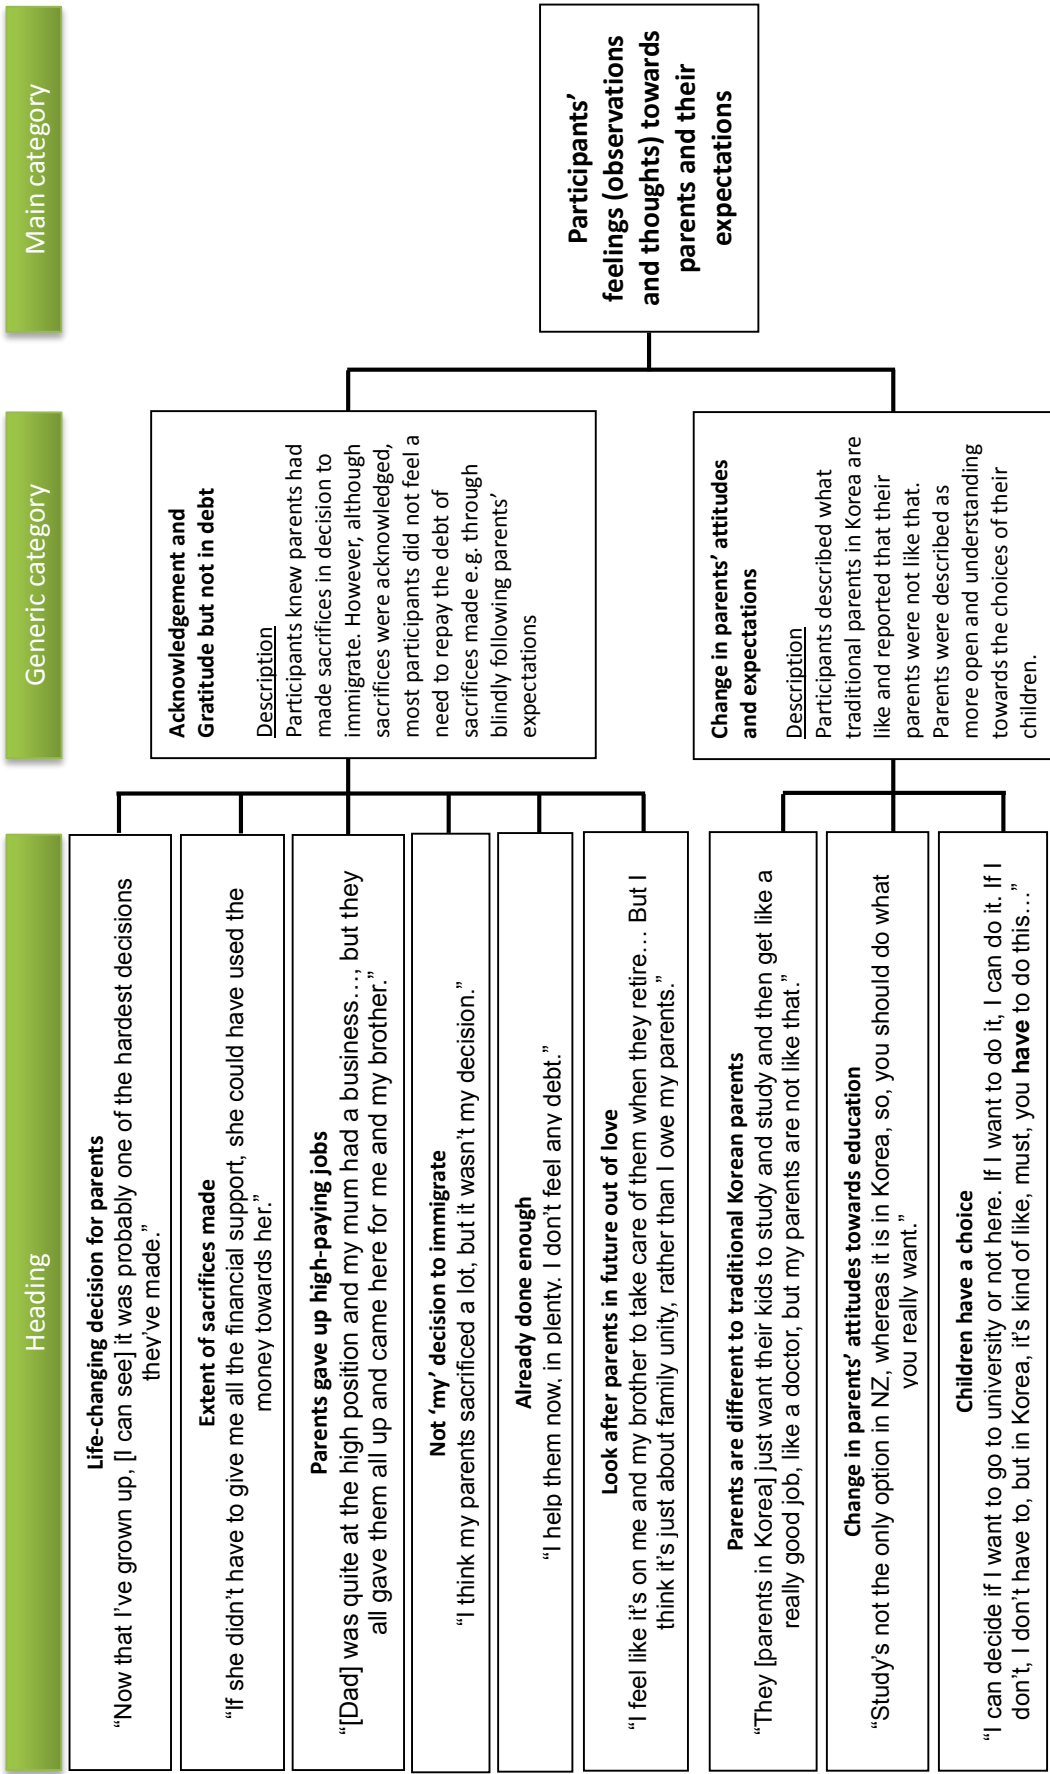 Heading
Generic category
Main category
Life-changing decision for parents
“Now that I’ve grown up, [I can see] it was probably one of the hardest decisions
they’ve made.”
Extent of sacrifices made
“If she didn’t have to give me all the financial support, she could have used the
money towards her.”
Parents gave up high-paying jobs
“[Dad] was quite at the high position and my mum had a business…, but they
all gave them all up and came here for me and my brother.”
Not ‘my’ decision to immigrate
“I think my parents sacrificed a lot, but it wasn’t my decision.”
Already done enough
“I help them now, in plenty. I don’t feel any debt.”
Look after parents in future out of love
“I feel like it’s on me and my brother to take care of them when they retire… But I
think it’s just about family unity, rather than I owe my parents.”
Parents are different to traditional Korean parents
“They [parents in Korea] just want their kids to study and study and then get like a
really good job, like a doctor, but my parents are not like that.”
Change in parents’ attitudes towards education
“Study’s not the only option in NZ, whereas it is in Korea, so, you should do what
you really want.”
Children have a choice
“I can decide if I want to go to university or not here. If I want to do it, I can do it. If I
don’t, I don’t have to, but in Korea, it’s kind of like, must, you have to do this…”
Acknowledgement and
Gratitude but not in debt
Description
Participants knew parents had
made sacrifices in decision to
immigrate. However, although
sacrifices were acknowledged,
most participants did not feel a
need to repay the debt of
sacrifices made e.g. through
blindly following parents’
expectations
Change in parents’ attitudes
and expectations
Description
Participants described what
traditional parents in Korea are
like and reported that their
parents were not like that.
Parents were described as
more open and understanding
towards the choices of their
children.
Participants’
feelings (observations
and thoughts) towards
parents and their
expectations